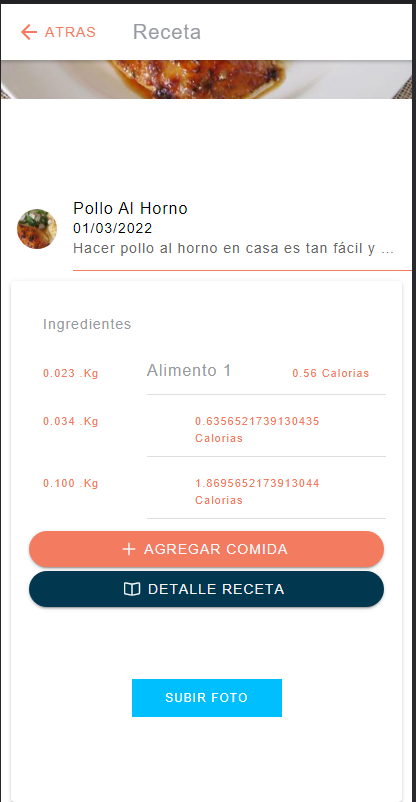 ATRAS Receta
Pollo Al Horno
01/03/2022
Hacer pollo al horno en casa es tan fácil y ...
Ingredientes
0.023 .Kg Alimento 1 0.56 Calorias
0.034 .Kg 0.6356521739130435
Calorias
0.100 .Kg 1.8695652173913044
Calorias
AGREGAR COMIDA
DETALLE RECETA
SUBIR FOTO